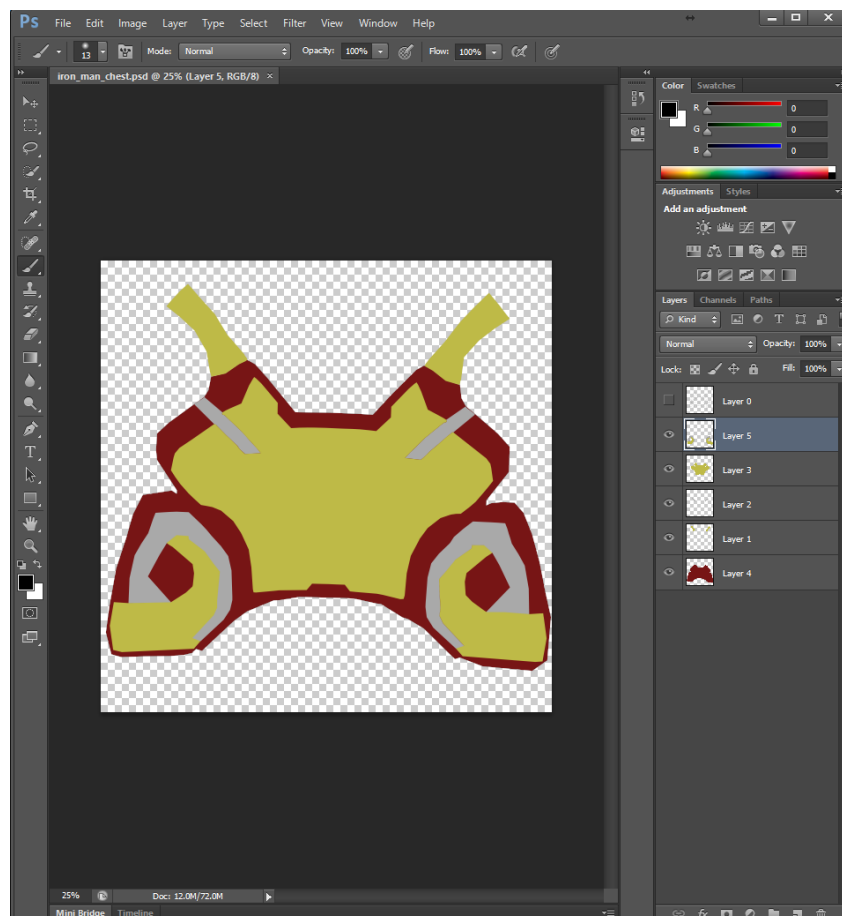 Ps File Edit Image Layer Type Select Filter View Window Help
13 Mode: Normal Opacity: 100% Flow: 100%
iron_man_chest.psd @ 25% (Layer 5, RGB/8) ×
Color Swatches
R 0
G 0
B 0
Adjustments Styles
Add an adjustment
Layers Channels Paths
Kind T
Normal Opacity: 100%
Lock: Fill: 100%
Layer 0
Layer 5
Layer 3
Layer 2
Layer 1
Layer 4
25% Doc: 12.0M/72.0M
Mini Bridge Timeline
fx